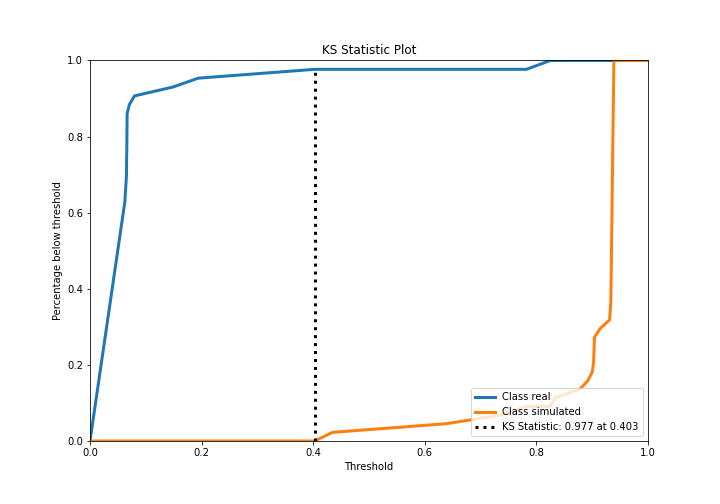 KS Statistic Plot
1.0
0.8
0.6
0.4
0.2
0.0
Percentage below threshold
0.0 0.2 0.4 0.6 0.8 1.0
Threshold
Class real
Class simulated
KS Statistic: 0.977 at 0.403